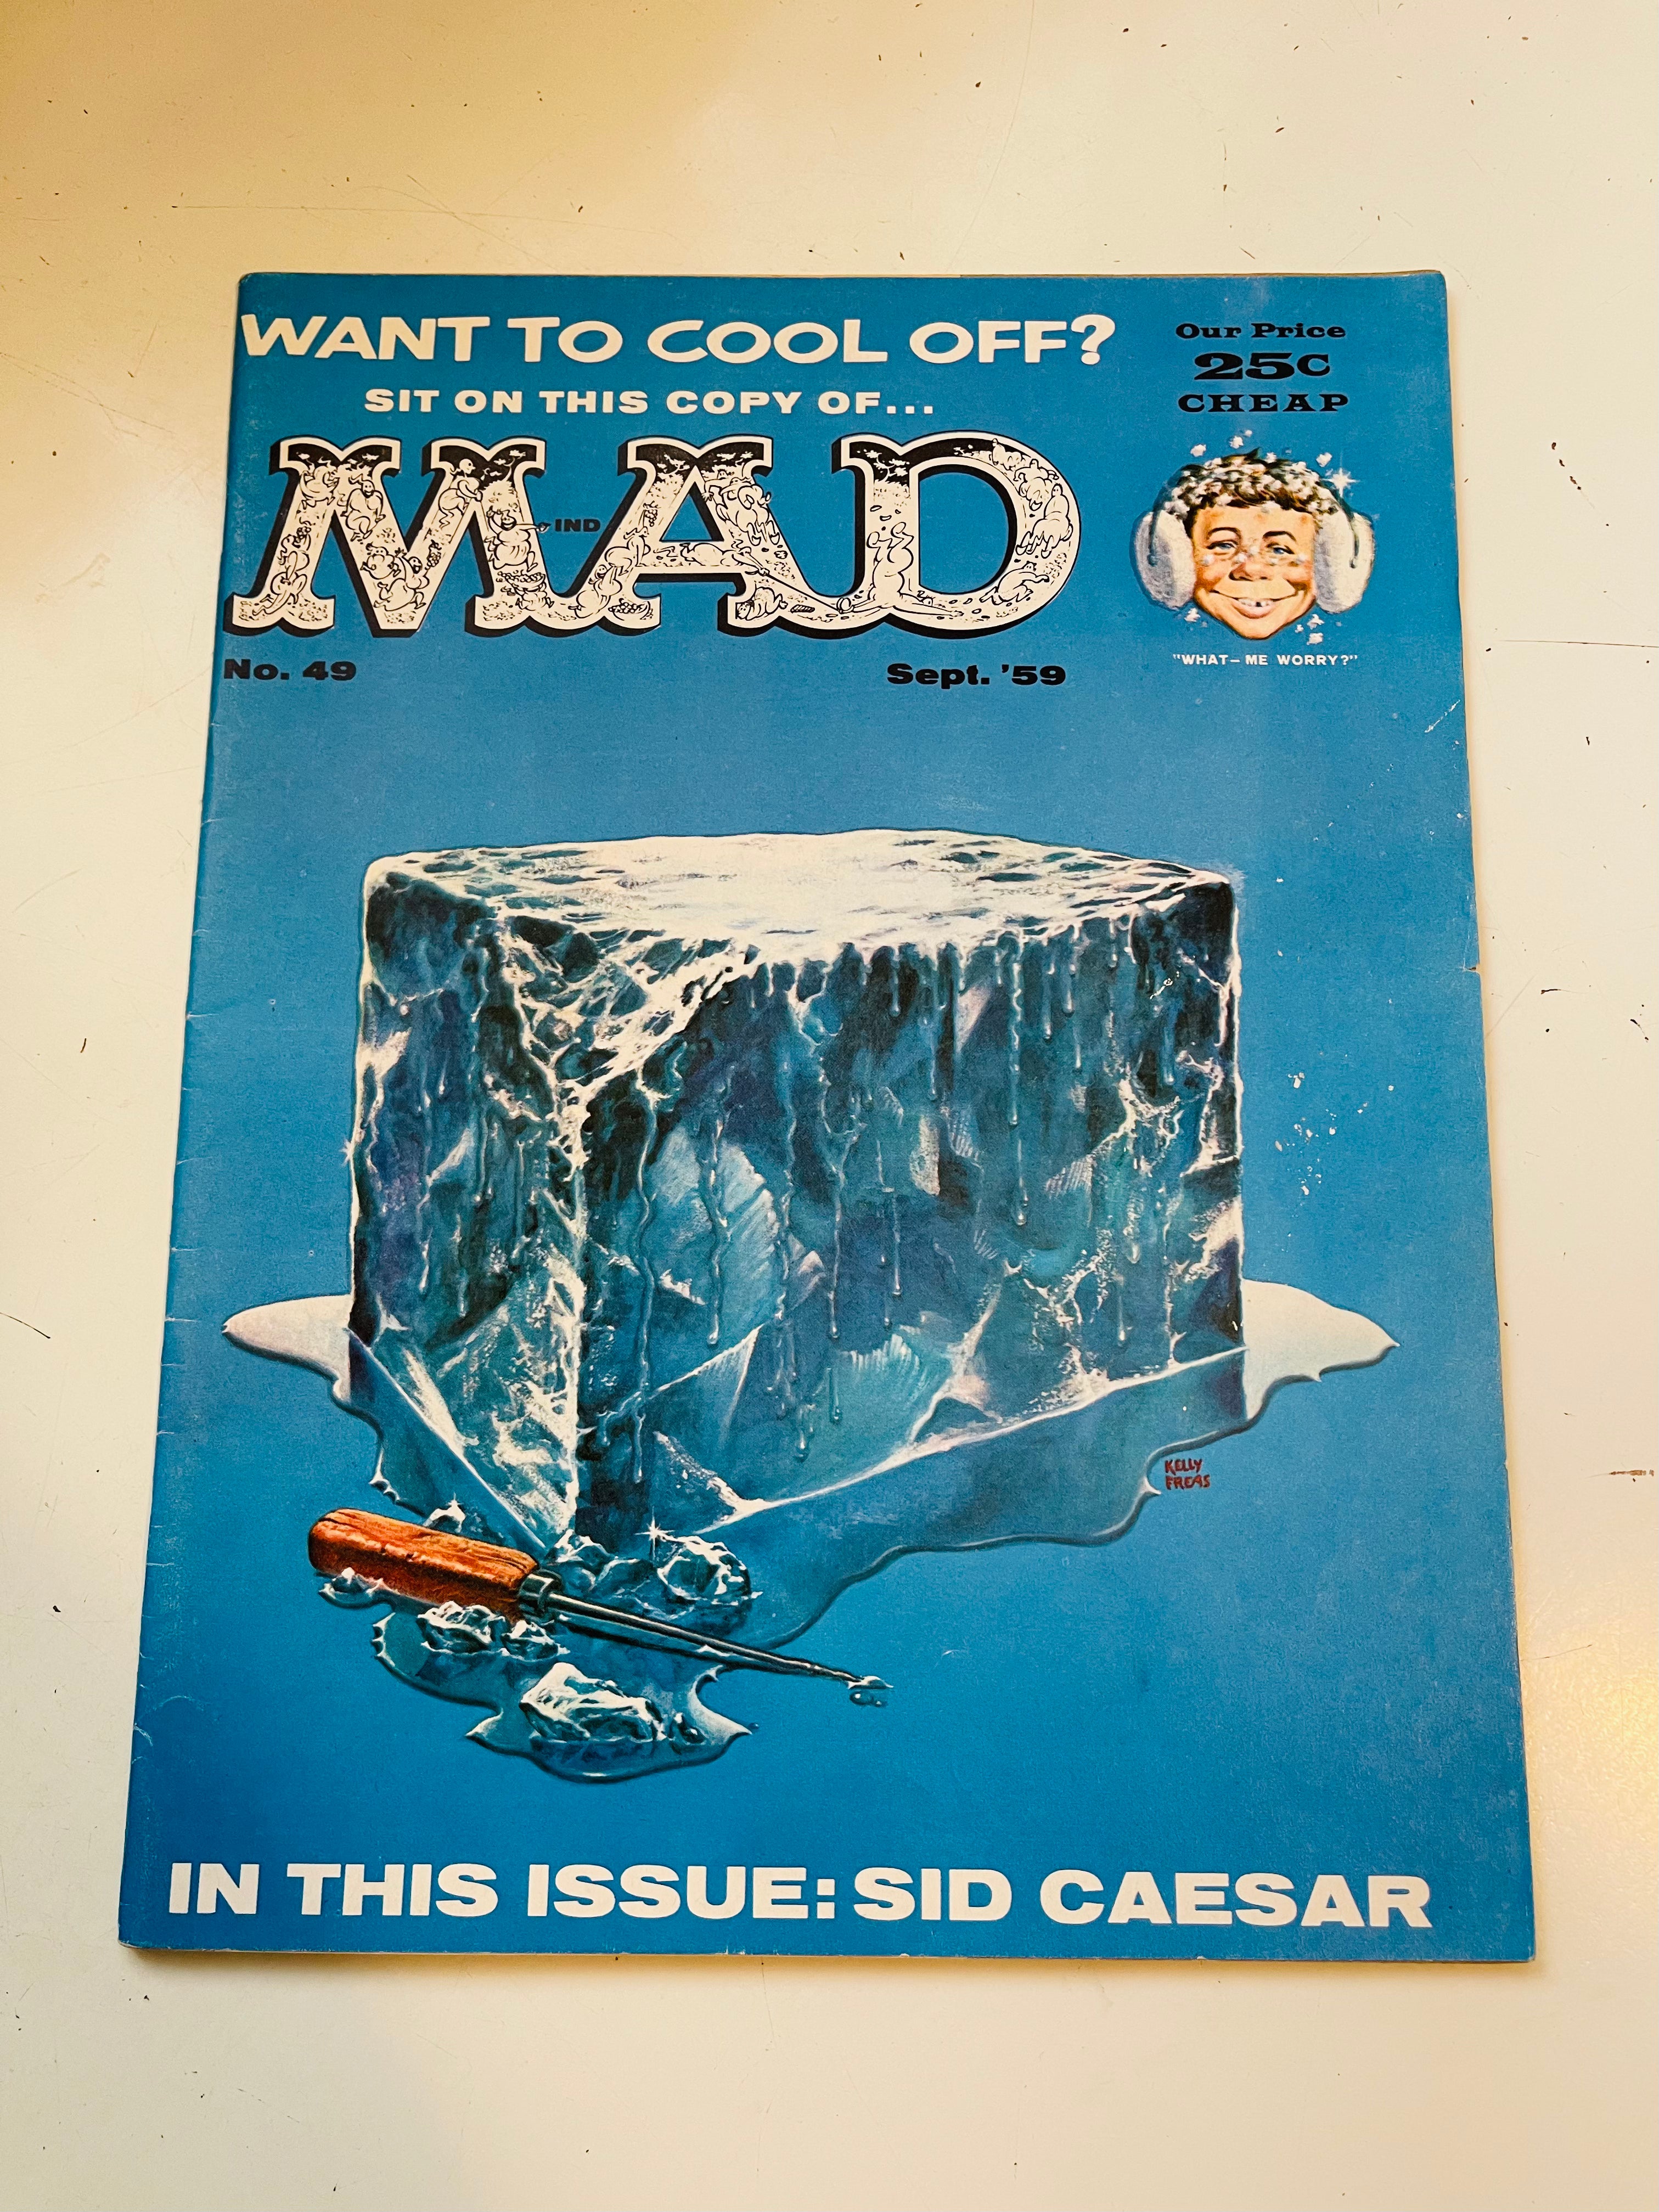 WANT TO COOL OFF?
SIT ON THIS COPY OF...
Our Price
25c
CHEAP
MAD
IND
"WHAT—ME WORRY?"
No. 49
Sept. '59
KELLY
FREAS
IN THIS ISSUE: SID CAESAR